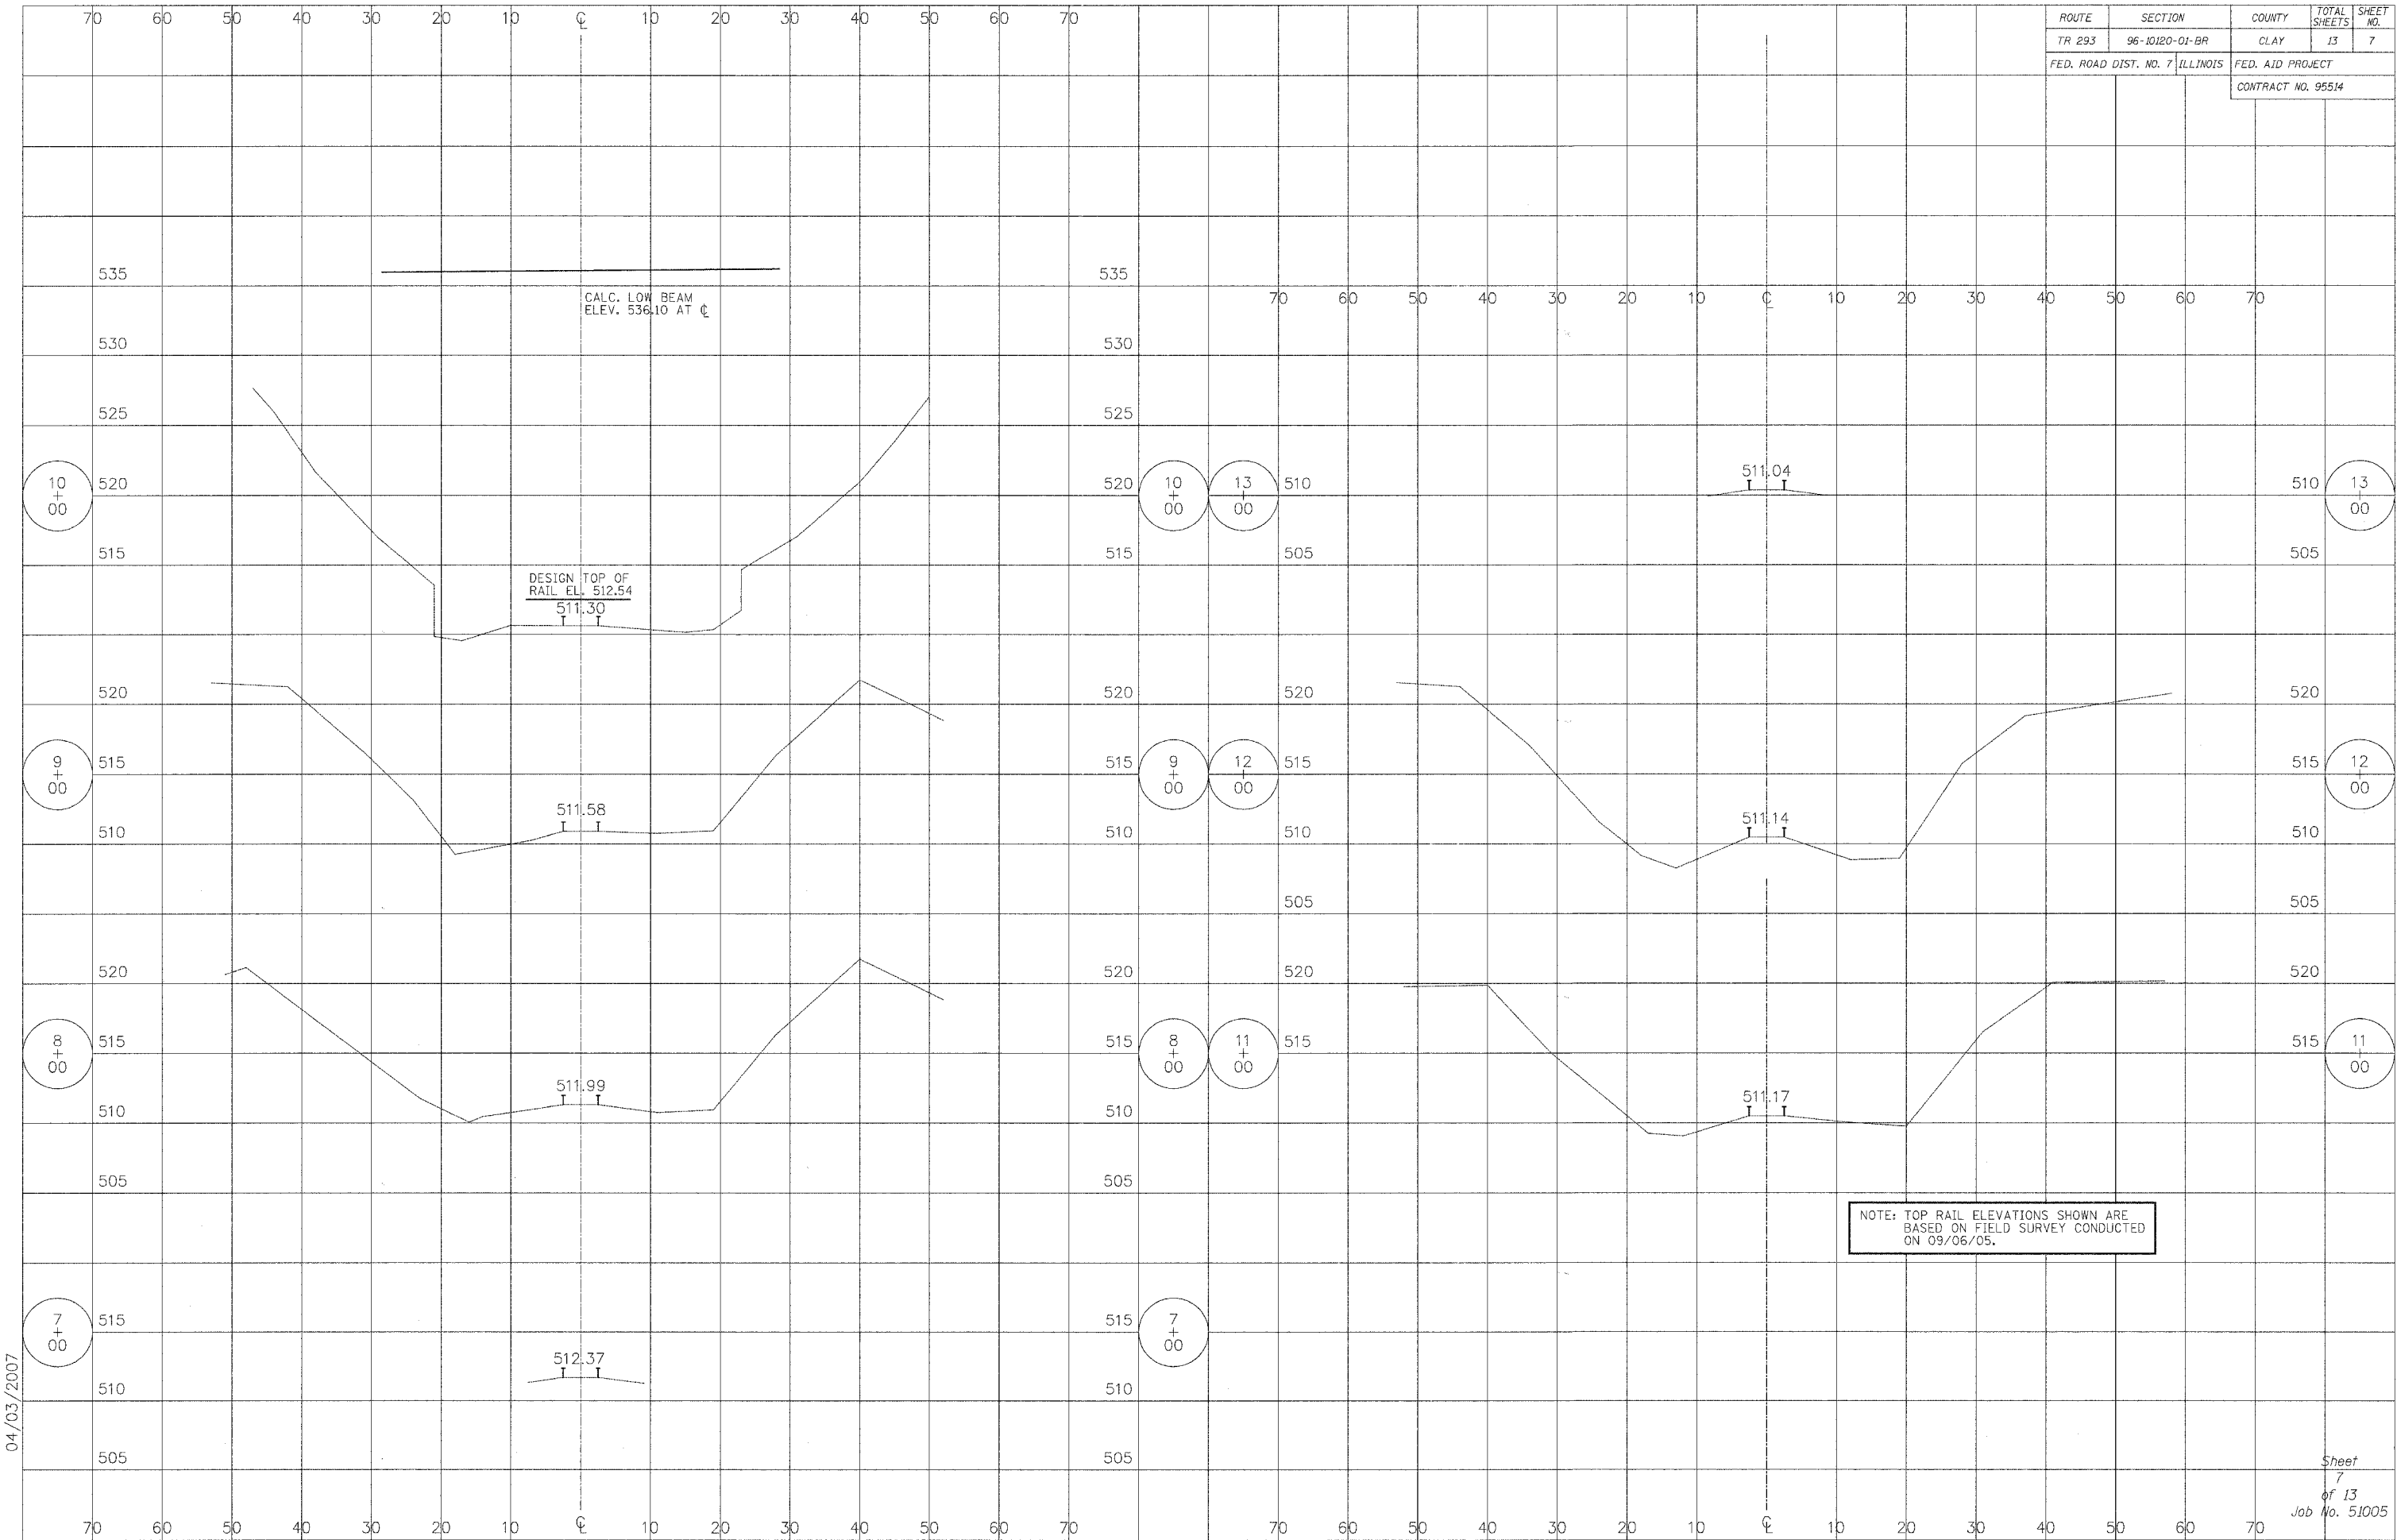 70 60 50 40 30 20 10 ℄ 10 20 30 40 50 60 70
ROUTE SECTION COUNTY TOTAL SHEETS SHEET NO.
TR 293 96-10120-01-BR CLAY 13 7
FED. ROAD DIST. NO. 7 ILLINOIS FED. AID PROJECT
CONTRACT NO. 95514
535 535
CALC. LOW BEAM
ELEV. 536.10 AT ℄
70 60 50 40 30 20 10 ℄ 10 20 30 40 50 60 70
530 530
525 525
10+00 520 520 10+00
515 515
DESIGN TOP OF
RAIL EL. 512.54
511.30
13+00 510 511.04 510 13+00
505 505
520 520
9+00 515 515 9+00
511.58
510 510
520 520
12+00 515 515 12+00
511.14
510 510
505 505
520 520
8+00 515 515 8+00
511.99
510 510
505 505
520 520
11+00 515 515 11+00
511.17
NOTE: TOP RAIL ELEVATIONS SHOWN ARE
BASED ON FIELD SURVEY CONDUCTED
ON 09/06/05.
7+00 515 515 7+00
512.37
510 510
505 505
04/03/2007
70 60 50 40 30 20 10 ℄ 10 20 30 40 50 60 70
70 60 50 40 30 20 10 ℄ 10 20 30 40 50 60 70
Sheet
7
of 13
Job No. 51005